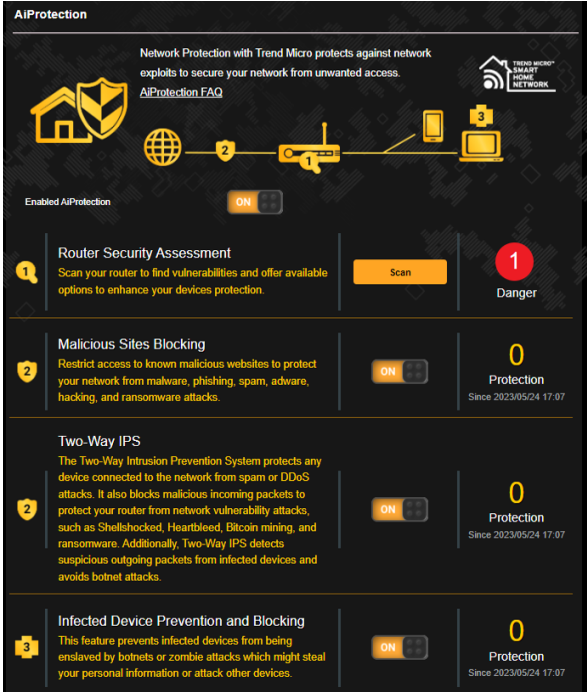 AiProtection
Network Protection with Trend Micro protects against network
exploits to secure your network from unwanted access.
AiProtection FAQ
TREND MICRO™
SMART
HOME
NETWORK
3
2
1
Enabled AiProtection
ON
1
Router Security Assessment
Scan your router to find vulnerabilities and offer available
options to enhance your devices protection.
Scan
1
Danger
2
Malicious Sites Blocking
Restrict access to known malicious websites to protect
your network from malware, phishing, spam, adware,
hacking, and ransomware attacks.
ON
0
Protection
Since 2023/05/24 17:07
2
Two-Way IPS
The Two-Way Intrusion Prevention System protects any
device connected to the network from spam or DDoS
attacks. It also blocks malicious incoming packets to
protect your router from network vulnerability attacks,
such as Shellshocked, Heartbleed, Bitcoin mining, and
ransomware. Additionally, Two-Way IPS detects
suspicious outgoing packets from infected devices and
avoids botnet attacks.
ON
0
Protection
Since 2023/05/24 17:07
3
Infected Device Prevention and Blocking
This feature prevents infected devices from being
enslaved by botnets or zombie attacks which might steal
your personal information or attack other devices.
ON
0
Protection
Since 2023/05/24 17:07